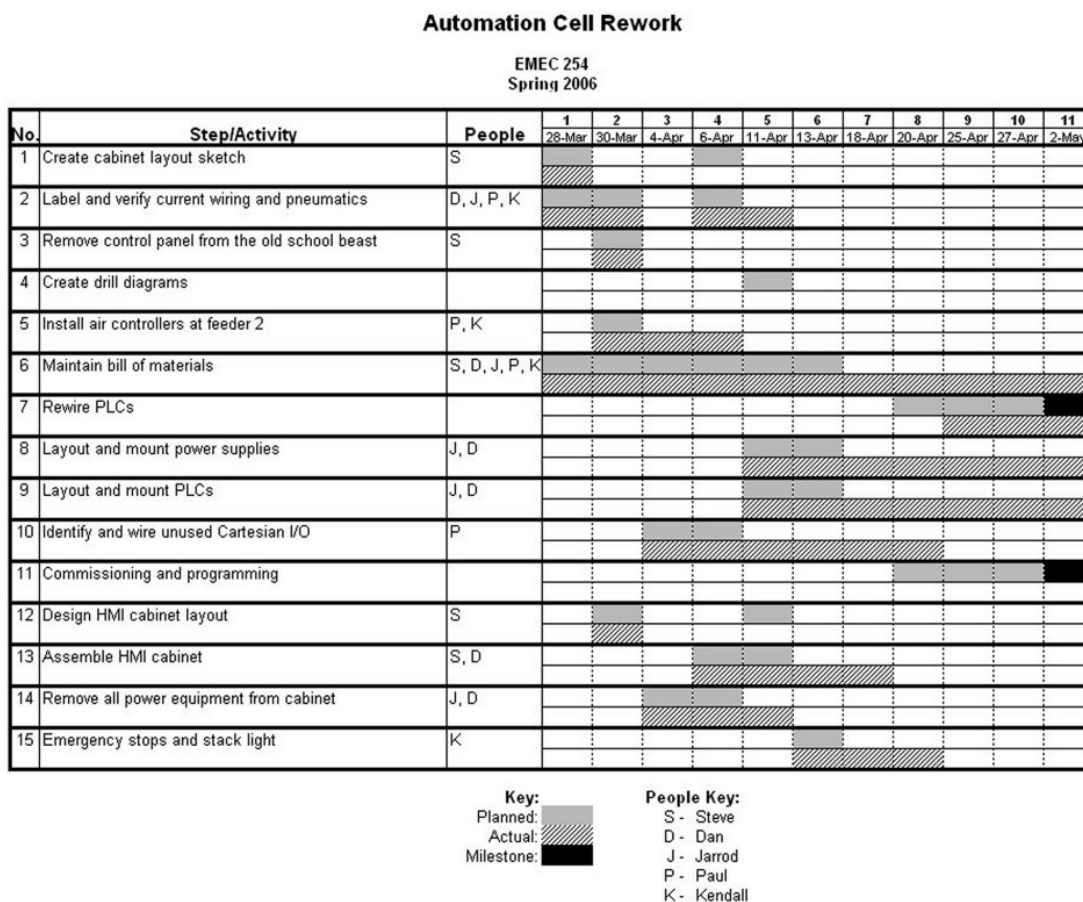 Automation Cell Rework
EMEC 254
Spring 2006
1 2 3 4 5 6 7 8 9 10 11
No. Step/Activity People 28-Mar 30-Mar 4-Apr 6-Apr 11-Apr 13-Apr 18-Apr 20-Apr 25-Apr 27-Apr 2-May
1 Create cabinet layout sketch S
2 Label and verify current wiring and pneumatics D, J, P, K
3 Remove control panel from the old school beast S
4 Create drill diagrams
5 Install air controllers at feeder 2 P, K
6 Maintain bill of materials S, D, J, P, K
7 Rewire PLCs
8 Layout and mount power supplies J, D
9 Layout and mount PLCs J, D
10 Identify and wire unused Cartesian I/O P
11 Commissioning and programming
12 Design HMI cabinet layout S
13 Assemble HMI cabinet S, D
14 Remove all power equipment from cabinet J, D
15 Emergency stops and stack light K
Key:
Planned:
Actual:
Milestone:
People Key:
S - Steve
D - Dan
J - Jarrod
P - Paul
K - Kendall